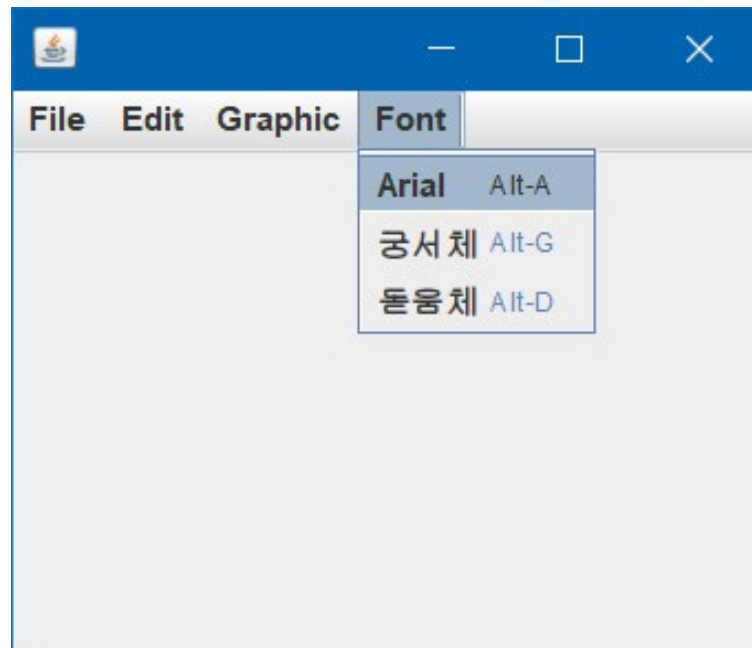 File Edit Graphic Font
Arial Alt-A
궁서체 Alt-G
돋움체 Alt-D